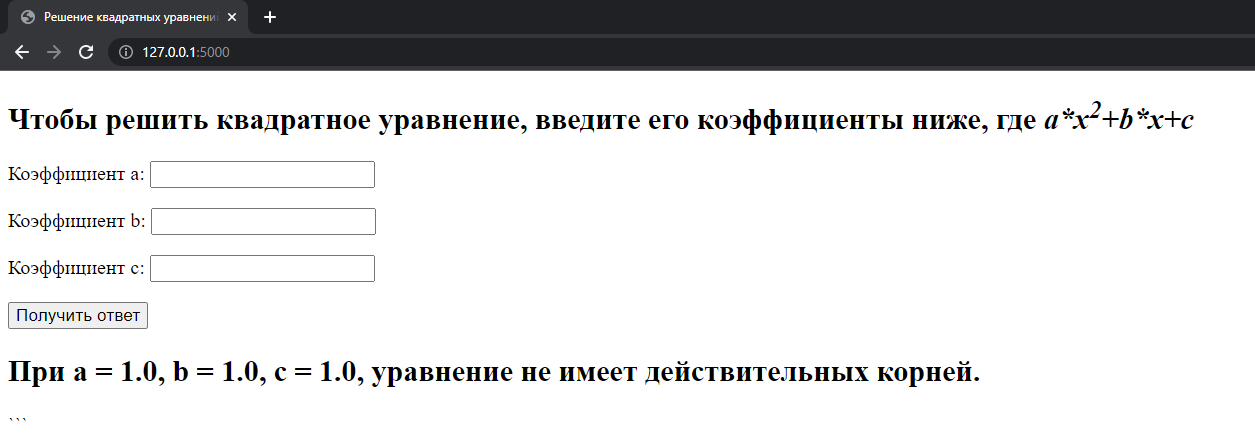 Решение квадратных уравнени
127.0.0.1:5000
Чтобы решить квадратное уравнение, введите его коэффициенты ниже, где a*x²+b*x+c
Коэффициент a:
Коэффициент b:
Коэффициент c:
Получить ответ
При a = 1.0, b = 1.0, c = 1.0, уравнение не имеет действительных корней.
```